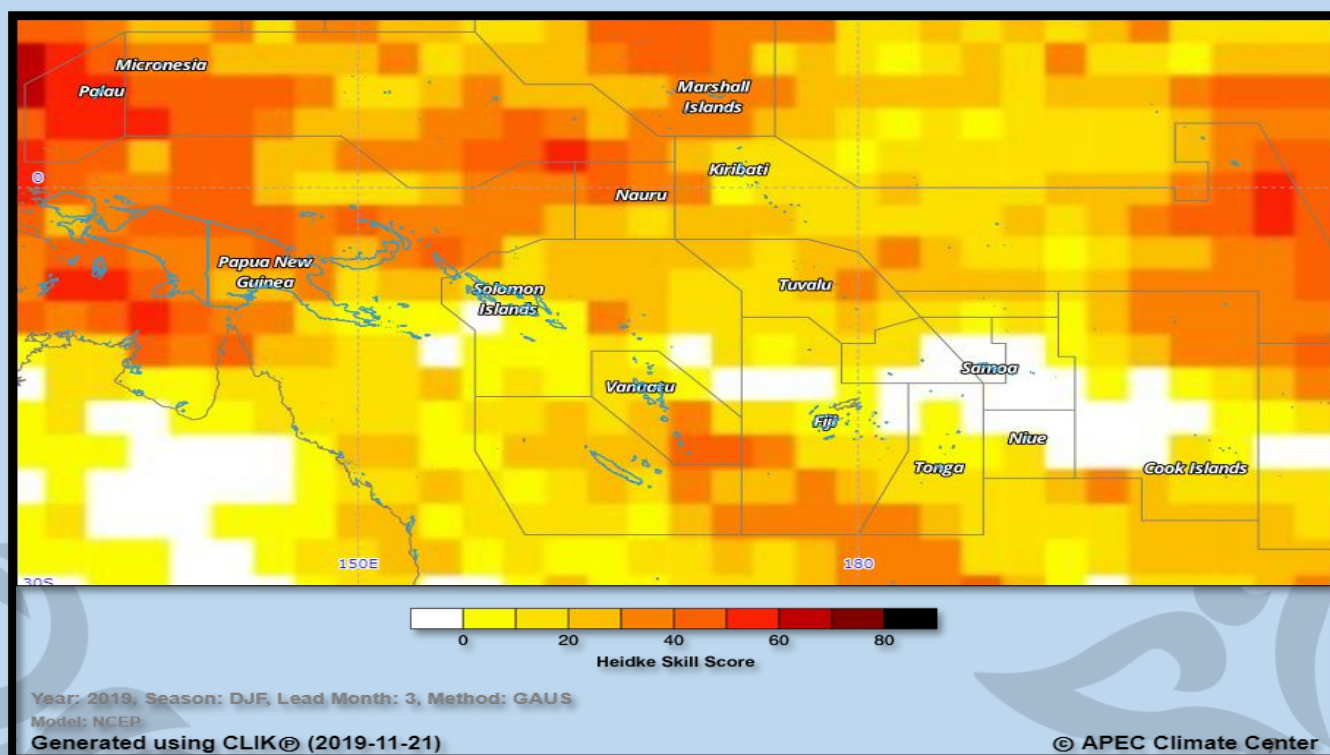 Micronesia
Palau
Marshall
Islands
0
Kiribati
Nauru
Papua New
Guinea
Solomon
Islands
Tuvalu
Samoa
Vanuatu
Fiji
Niue
Tonga
Cook Islands
150E
180
30S
0 20 40 60 80
Heidke Skill Score
Year: 2019, Season: DJF, Lead Month: 3, Method: GAUS
Model: NCEP
Generated using CLIK℗ (2019-11-21)
© APEC Climate Center